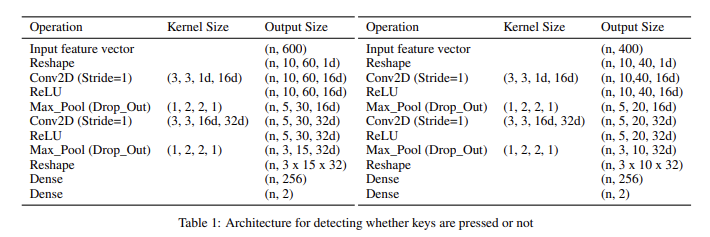 Operation Kernel Size Output Size Operation Kernel Size Output Size
Input feature vector (n, 600) Input feature vector (n, 400)
Reshape (n, 10, 60, 1d) Reshape (n, 10, 40, 1d)
Conv2D (Stride=1) (3, 3, 1d, 16d) (n, 10, 60, 16d) Conv2D (Stride=1) (3, 3, 1d, 16d) (n, 10,40, 16d)
ReLU (n, 10, 60, 16d) ReLU (n, 10, 40, 16d)
Max_Pool (Drop_Out) (1, 2, 2, 1) (n, 5, 30, 16d) Max_Pool (Drop_Out) (1, 2, 2, 1) (n, 5, 20, 16d)
Conv2D (Stride=1) (3, 3, 16d, 32d) (n, 5, 30, 32d) Conv2D (Stride=1) (3, 3, 16d, 32d) (n, 5, 20, 32d)
ReLU (n, 5, 30, 32d) ReLU (n, 5, 20, 32d)
Max_Pool (Drop_Out) (1, 2, 2, 1) (n, 3, 15, 32d) Max_Pool (Drop_Out) (1, 2, 2, 1) (n, 3, 10, 32d)
Reshape (n, 3 x 15 x 32) Reshape (n, 3 x 10 x 32)
Dense (n, 256) Dense (n, 256)
Dense (n, 2) Dense (n, 2)
Table 1: Architecture for detecting whether keys are pressed or not